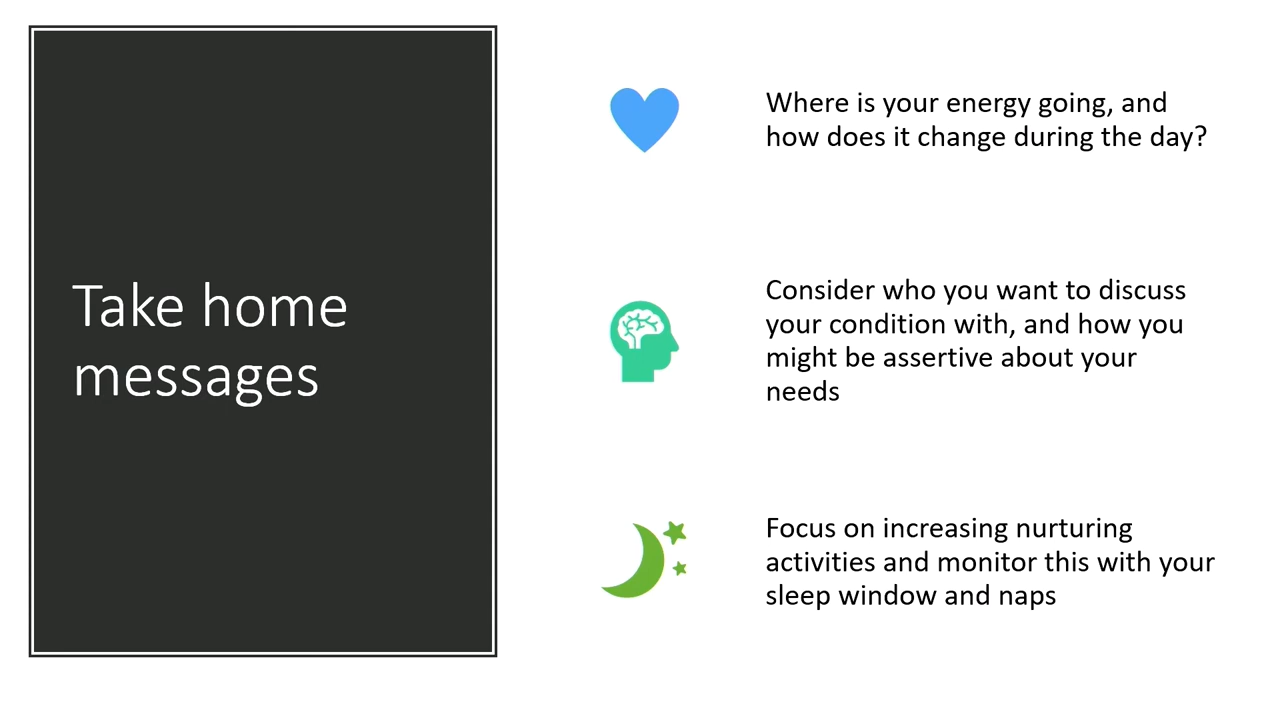 Take home
messages
Where is your energy going, and
how does it change during the day?
Consider who you want to discuss
your condition with, and how you
might be assertive about your
needs
Focus on increasing nurturing
activities and monitor this with your
sleep window and naps